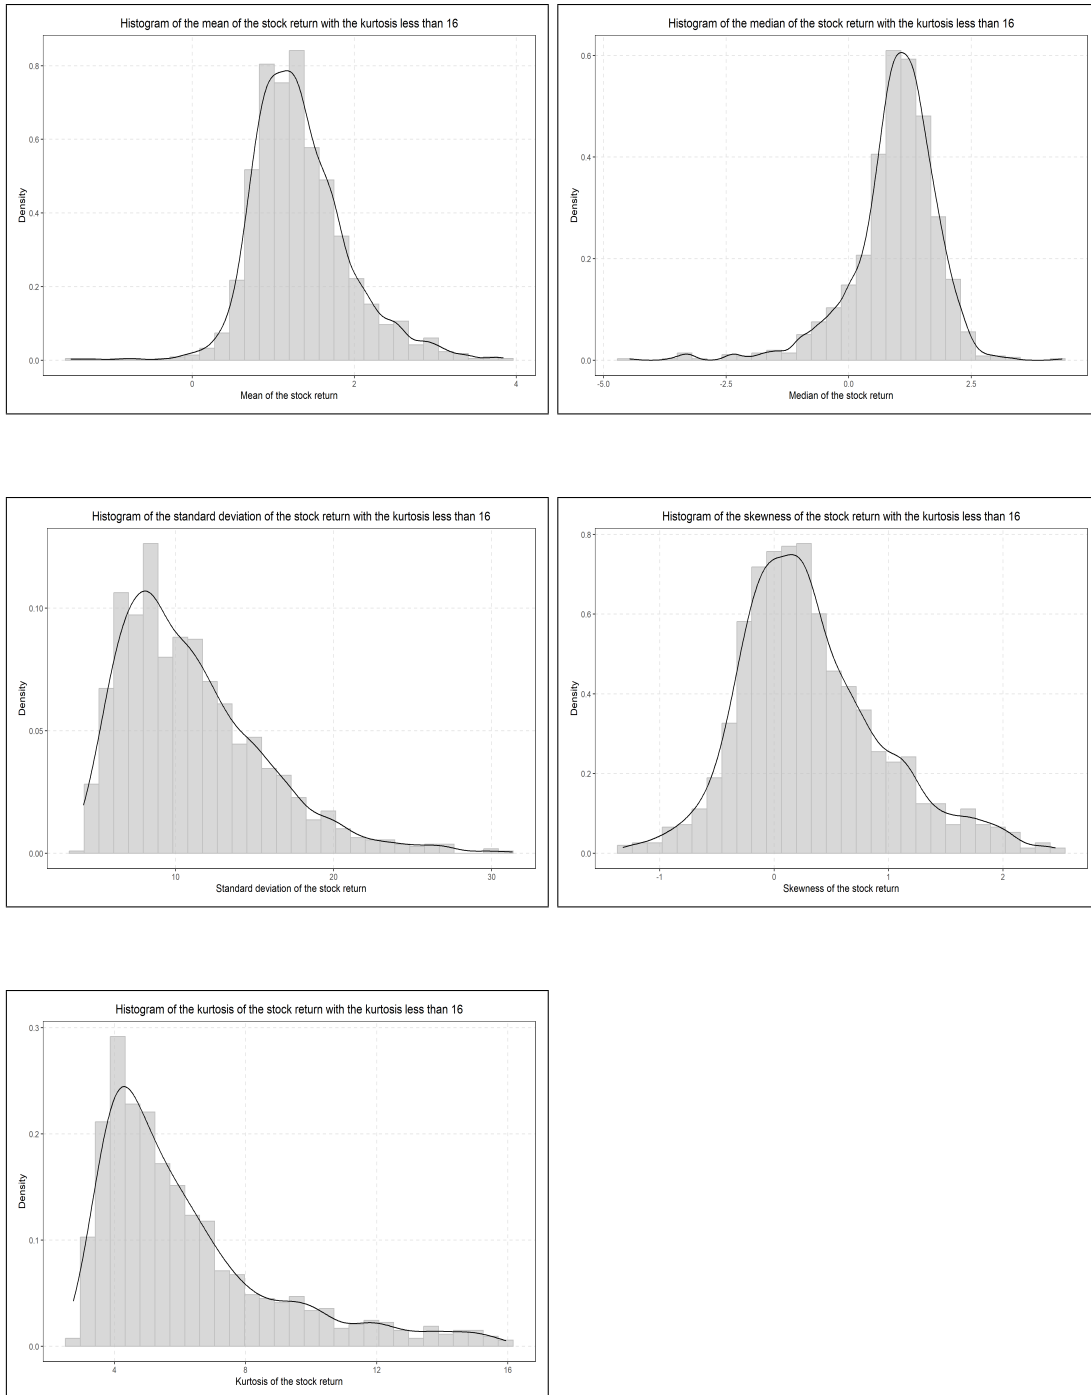 Histogram of the mean of the stock return with the kurtosis less than 16
0.8
0.6
0.4
0.2
0.0
Density
0
2
4
Mean of the stock return
Histogram of the median of the stock return with the kurtosis less than 16
0.6
0.4
0.2
0.0
Density
-5.0
-2.5
0.0
2.5
Median of the stock return
Histogram of the standard deviation of the stock return with the kurtosis less than 16
0.10
0.05
0.00
Density
10
20
30
Standard deviation of the stock return
Histogram of the skewness of the stock return with the kurtosis less than 16
0.8
0.6
0.4
0.2
0.0
Density
-1
0
1
2
Skewness of the stock return
Histogram of the kurtosis of the stock return with the kurtosis less than 16
0.3
0.2
0.1
0.0
Density
4
8
12
16
Kurtosis of the stock return